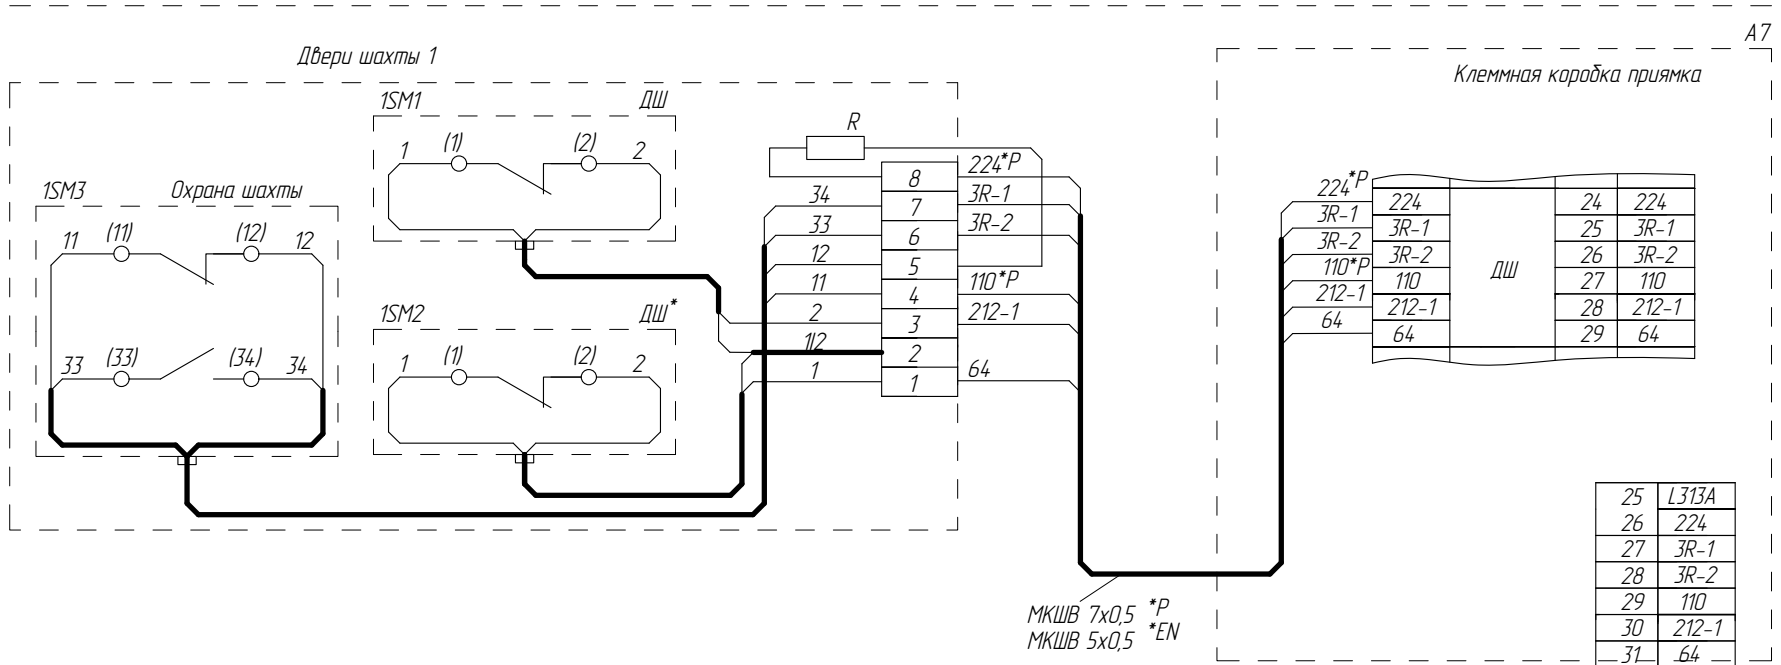 A7
Двери шахты 1
Клеммная коробка приямка
1SM1 ДШ
1 (1) (2) 2
1SM3 Охрана шахты
11 (11) (12) 12
33 (33) (34) 34
1SM2 ДШ*
1 (1) (2) 2
R
8 224*P
34 7 3R-1
33 6 3R-2
12 5
11 4 110*P
2 3 212-1
1|2 2
1 1 64
МКШВ 7x0,5 *P
МКШВ 5x0,5 *EN
ДШ
224*P 224 24 224
3R-1 3R-1 25 3R-1
3R-2 3R-2 26 3R-2
110*P 110 27 110
212-1 212-1 28 212-1
64 64 29 64
25 L313A
26 224
27 3R-1
28 3R-2
29 110
30 212-1
31 64